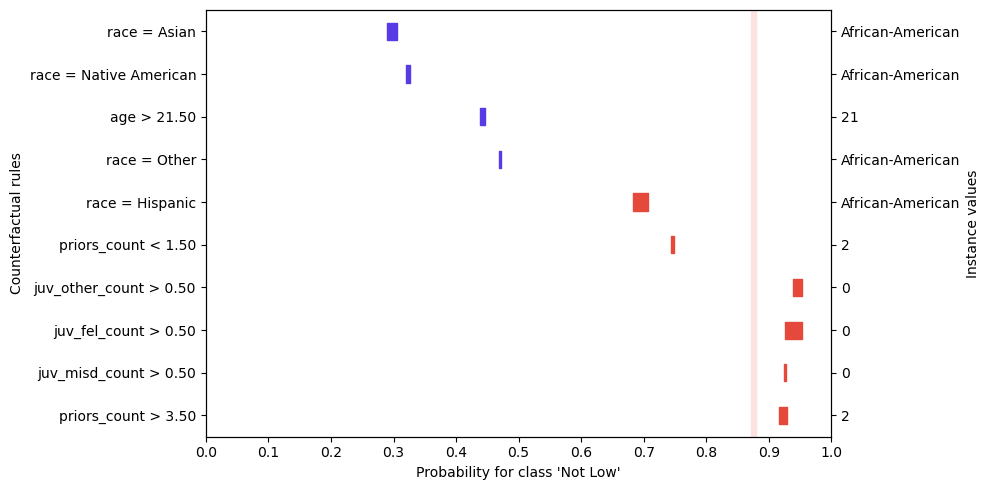 race = Asian
African-American
race = Native American
African-American
age > 21.50
21
race = Other
African-American
race = Hispanic
African-American
priors_count < 1.50
2
juv_other_count > 0.50
0
juv_fel_count > 0.50
0
juv_misd_count > 0.50
0
priors_count > 3.50
2
Counterfactual rules
Instance values
0.0 0.1 0.2 0.3 0.4 0.5 0.6 0.7 0.8 0.9 1.0
Probability for class 'Not Low'